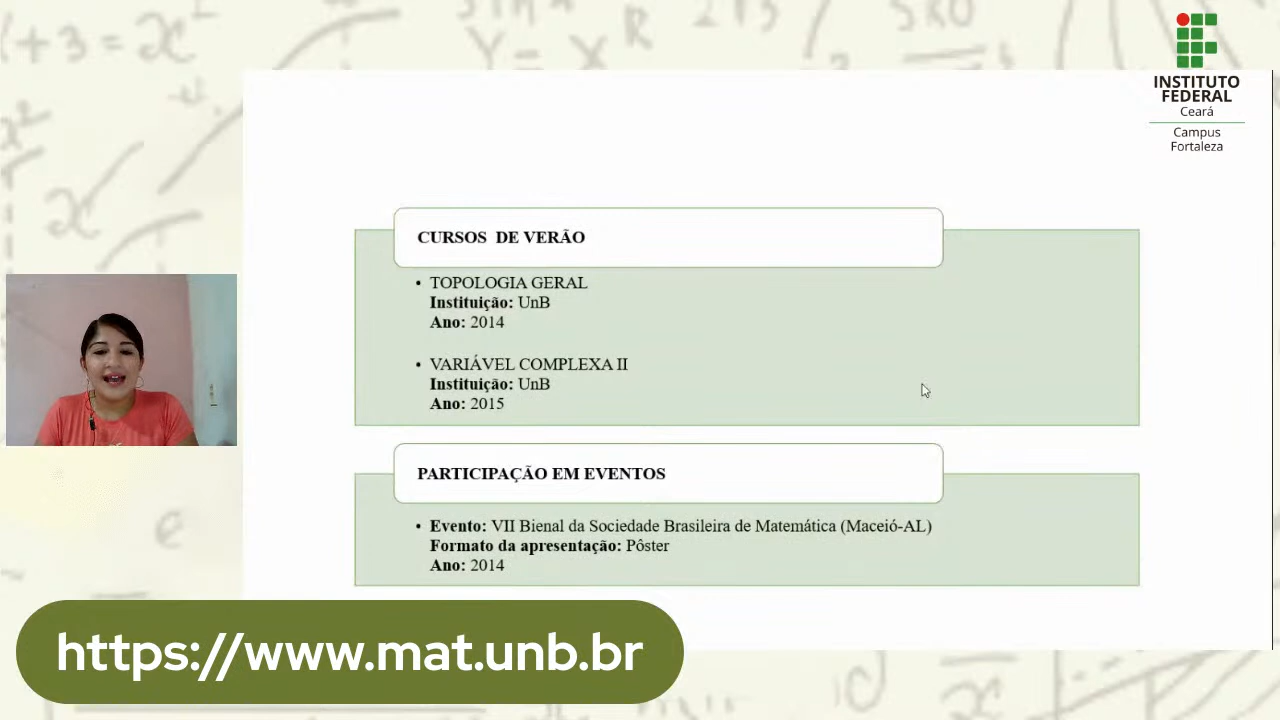 INSTITUTO
FEDERAL
Ceará
Campus
Fortaleza
CURSOS DE VERÃO
• TOPOLOGIA GERAL
Instituição: UnB
Ano: 2014
• VARIÁVEL COMPLEXA II
Instituição: UnB
Ano: 2015
PARTICIPAÇÃO EM EVENTOS
• Evento: VII Bienal da Sociedade Brasileira de Matemática (Maceió-AL)
Formato da apresentação: Pôster
Ano: 2014
https://www.mat.unb.br